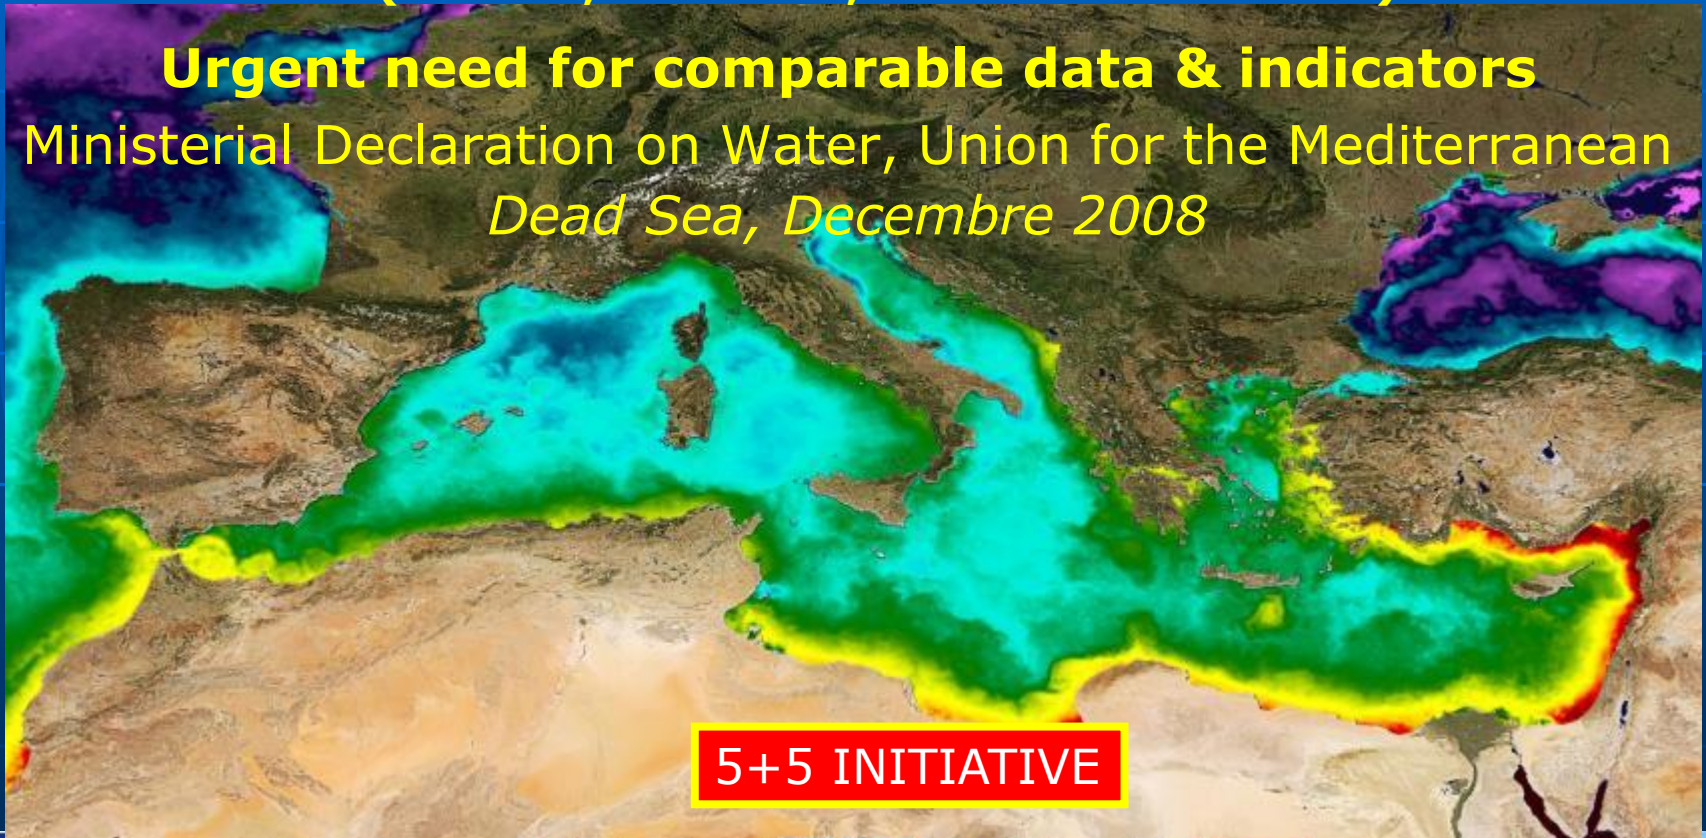 Urgent need for comparable data & indicators
Ministerial Declaration on Water, Union for the Mediterranean
Dead Sea, Decembre 2008
5+5 INITIATIVE